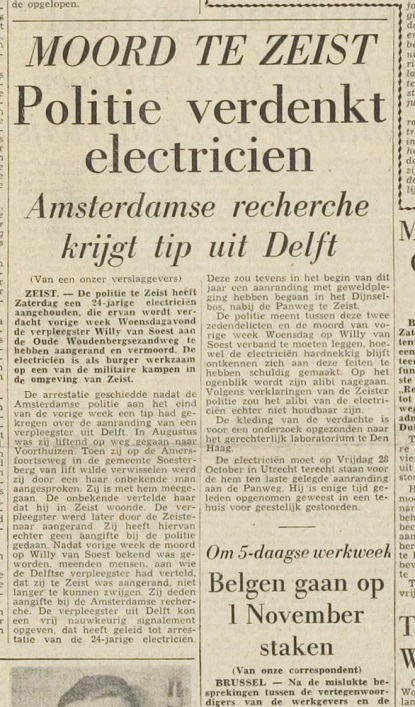 de opgelopen.
MOORD TE ZEIST
Politie verdenkt
electricien
Amsterdamse recherche
krijgt tip uit Delft
(Van een onzer verslaggevers)
ZEIST. — De politie te Zeist heeft
Zaterdag een 24-jarige electriciën
aangehouden, die ervan wordt ver-
dacht vorige week Woensdagavond
de verpleegster Willy van Soest aan
de Oude Woudenbergsezandweg te
hebben aangerand en vermoord. De
electriciën is als burger werkzaam
op een van de militaire kampen in
de omgeving van Zeist.
De arrestatie geschiedde nadat de
Amsterdamse politie aan het eind
van de vorige week een tip had ge-
kregen over de aanranding van een
verpleegster uit Delft. In Augustus
was zij liftend op weg gegaan naar
Voorthuizen. Toen zij op de Amers-
foortseweg in de gemeente Soester-
berg van lift wilde verwisselen werd
zij door een haar onbekende man
aangesproken. Zij is met hem meege-
gaan. De onbekende vertelde haar
dat hij in Zeist woonde. De ver-
pleegster werd later door de Zeiste-
naar aangerand. Zij heeft hiervan
echter geen aangifte bij de politie
gedaan. Nadat vorige week de moord
op Willy van Soest bekend was ge-
worden, meenden mensen, aan wie
de Delftse verpleegster had verteld,
dat zij te Zeist was aangerand, niet
langer te kunnen zwijgen. Zij deden
aangifte bij de Amsterdamse recher-
che. De verpleegster uit Delft kon
een vrij nauwkeurig signalement
opgeven, dat heeft geleid tot arres-
tatie van de 24-jarige electriciën.
Deze zou tevens in het begin van dit
jaar een aanranding met geweldple-
ging hebben begaan in het Dijnsel-
bos, nabij de Panweg te Zeist.
De politie meent tussen deze twee
zedendelicten en de moord van vo-
rige week Woensdag op Willy van
Soest verband te moeten leggen, hoe-
wel de electriciën hardnekkig blijft
ontkennen zich aan deze feiten te
hebben schuldig gemaakt. Op het
ogenblik wordt zijn alibi nagegaan.
Volgens verklaringen van de Zeister
politie zou het alibi van de electri-
ciën echter niet houdbaar zijn.
De kleding van de verdachte is
voor een onderzoek opgezonden naar
het gerechtelijk laboratorium te Den
Haag.
De electriciën moet op Vrijdag 28
October in Utrecht terecht staan voor
de hem ten laste gelegde aanranding
aan de Panweg. Hij is enige tijd ge-
leden opgenomen geweest in een te-
huis voor geestelijk gestoorden.
Om 5-daagse werkweek
Belgen gaan op
1 November
staken
(Van onze correspondent)
BRUSSEL — Na de mislukte be-
sprekingen tussen de vertegenwoor-
digers van de werkgevers en de